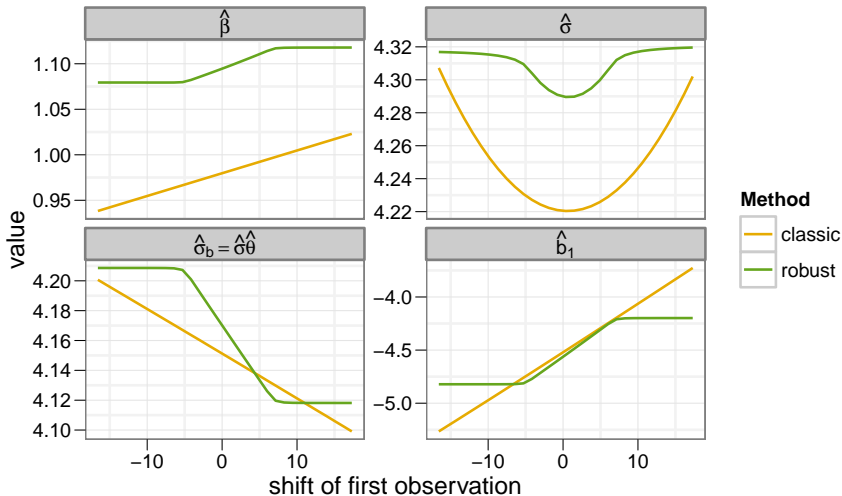 β̂
σ̂
1.10
1.05
1.00
0.95
4.32
4.30
4.28
4.26
4.24
4.22
σ̂b = σ̂θ̂
b̂1
4.20
4.18
4.16
4.14
4.12
4.10
−4.0
−4.5
−5.0
−10 0 10
−10 0 10
value
shift of first observation
Method
classic
robust